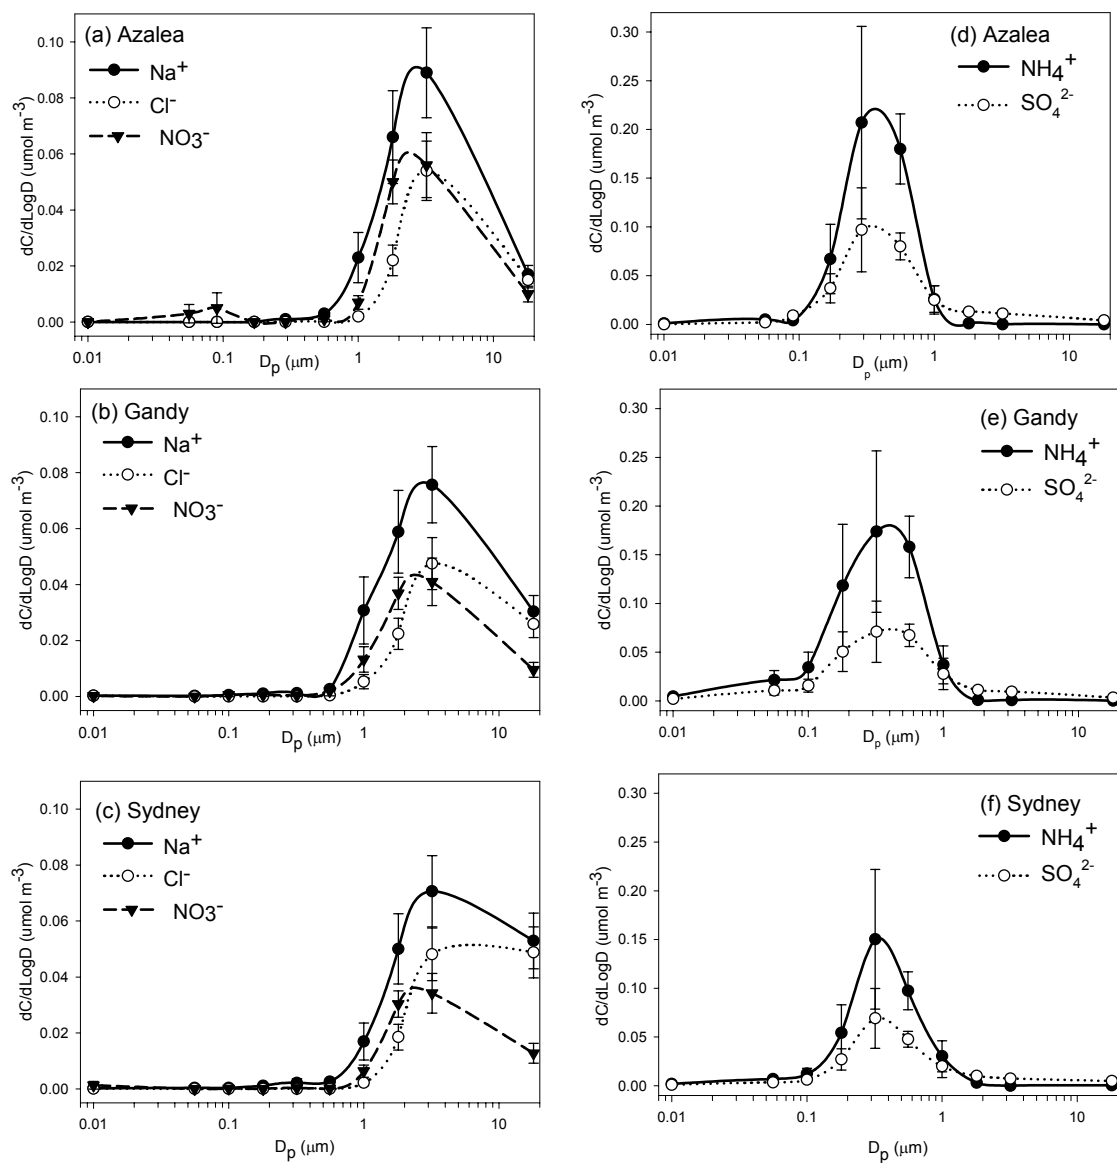 (a) Azalea
Na⁺
Cl⁻
NO₃⁻
dC/dLogD (umol m⁻³)
0.10
0.08
0.06
0.04
0.02
0.00
0.01 0.1 1 10
Dₚ (μm)
(d) Azalea
NH₄⁺
SO₄²⁻
dC/dLogD (umol m⁻³)
0.30
0.25
0.20
0.15
0.10
0.05
0.00
0.01 0.1 1 10
Dₚ (μm)
(b) Gandy
Na⁺
Cl⁻
NO₃⁻
dC/dLogD (umol m⁻³)
0.10
0.08
0.06
0.04
0.02
0.00
0.01 0.1 1 10
Dₚ (μm)
(e) Gandy
NH₄⁺
SO₄²⁻
dC/dLogD (umol m⁻³)
0.30
0.25
0.20
0.15
0.10
0.05
0.00
0.01 0.1 1 10
Dₚ (μm)
(c) Sydney
Na⁺
Cl⁻
NO₃⁻
dC/dLogD (umol m⁻³)
0.10
0.08
0.06
0.04
0.02
0.00
0.01 0.1 1 10
Dₚ (μm)
(f) Sydney
NH₄⁺
SO₄²⁻
dC/dLogD (umol m⁻³)
0.30
0.25
0.20
0.15
0.10
0.05
0.00
0.01 0.1 1 10
Dₚ (μm)